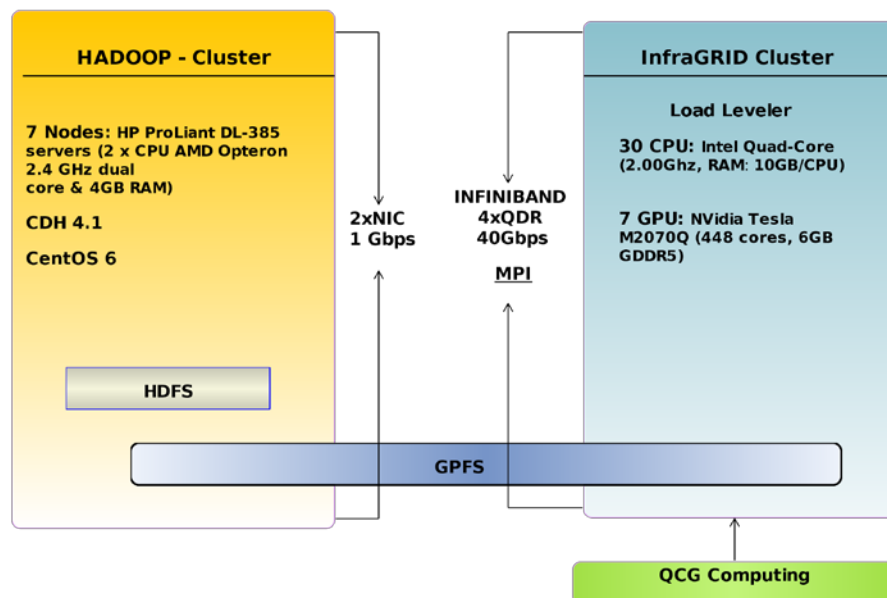 HADOOP - Cluster
7 Nodes: HP ProLiant DL-385
servers (2 x CPU AMD Opteron
2.4 GHz dual
core & 4GB RAM)
CDH 4.1
CentOS 6
HDFS
2xNIC
1 Gbps
INFINIBAND
4xQDR
40Gbps
MPI
InfraGRID Cluster
Load Leveler
30 CPU: Intel Quad-Core
(2.00Ghz, RAM: 10GB/CPU)
7 GPU: NVidia Tesla
M2070Q (448 cores, 6GB
GDDR5)
GPFS
QCG Computing